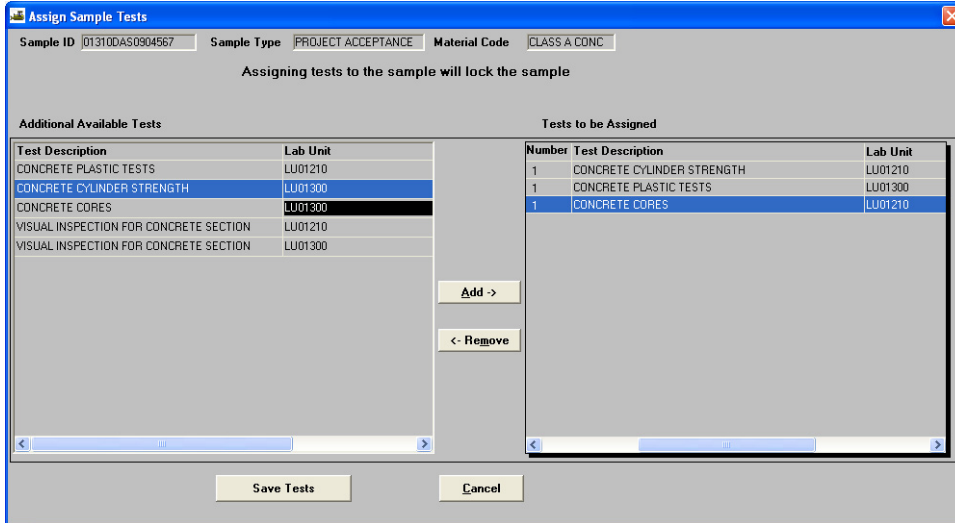 Assign Sample Tests
Sample ID 01310DAS0904567 Sample Type PROJECT ACCEPTANCE Material Code CLASS A CONC
Assigning tests to the sample will lock the sample
Additional Available Tests Tests to be Assigned
Test Description Lab Unit Number Test Description Lab Unit
CONCRETE PLASTIC TESTS LU01210 1 CONCRETE CYLINDER STRENGTH LU01210
CONCRETE CYLINDER STRENGTH LU01300 1 CONCRETE PLASTIC TESTS LU01300
CONCRETE CORES LU01300 1 CONCRETE CORES LU01210
VISUAL INSPECTION FOR CONCRETE SECTION LU01210
VISUAL INSPECTION FOR CONCRETE SECTION LU01300
Add ->
<- Remove
Save Tests Cancel